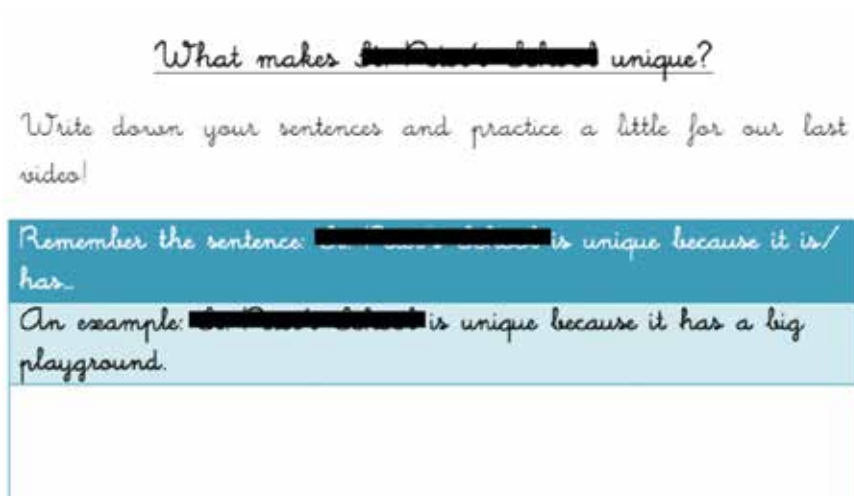 What makes unique?
Write down your sentences and practice a little for our last
video!
Remember the sentence: is unique because it is/
has...
An example: is unique because it has a big
playground.